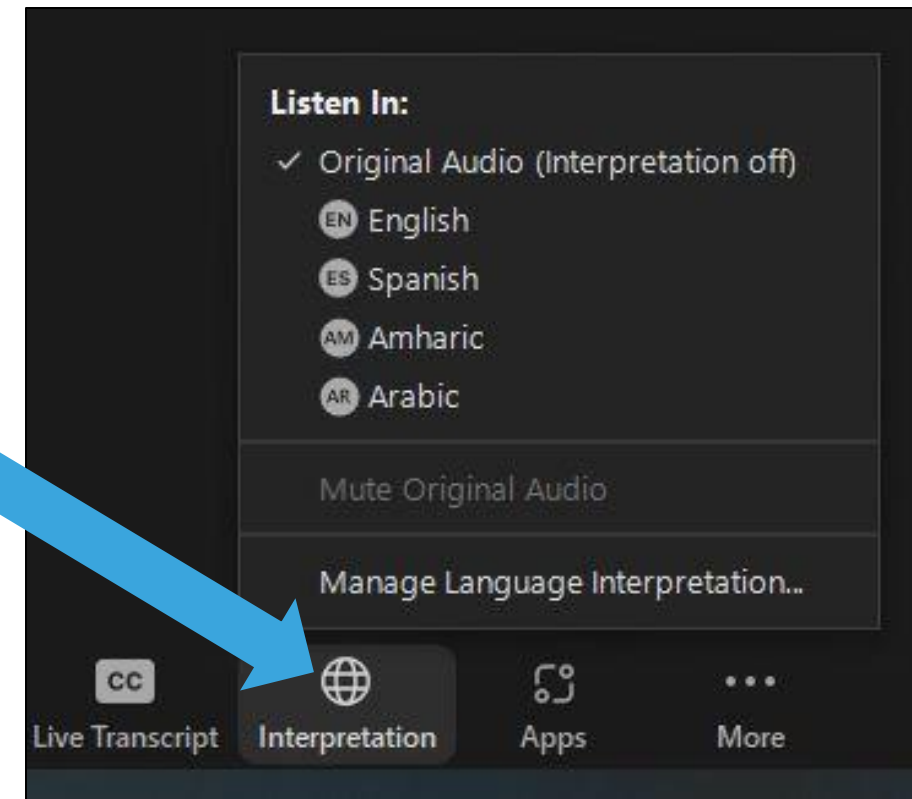 Listen In:
Original Audio (Interpretation off)
EN English
ES Spanish
AM Amharic
AR Arabic
Mute Original Audio
Manage Language Interpretation...
CC
Live Transcript Interpretation Apps More